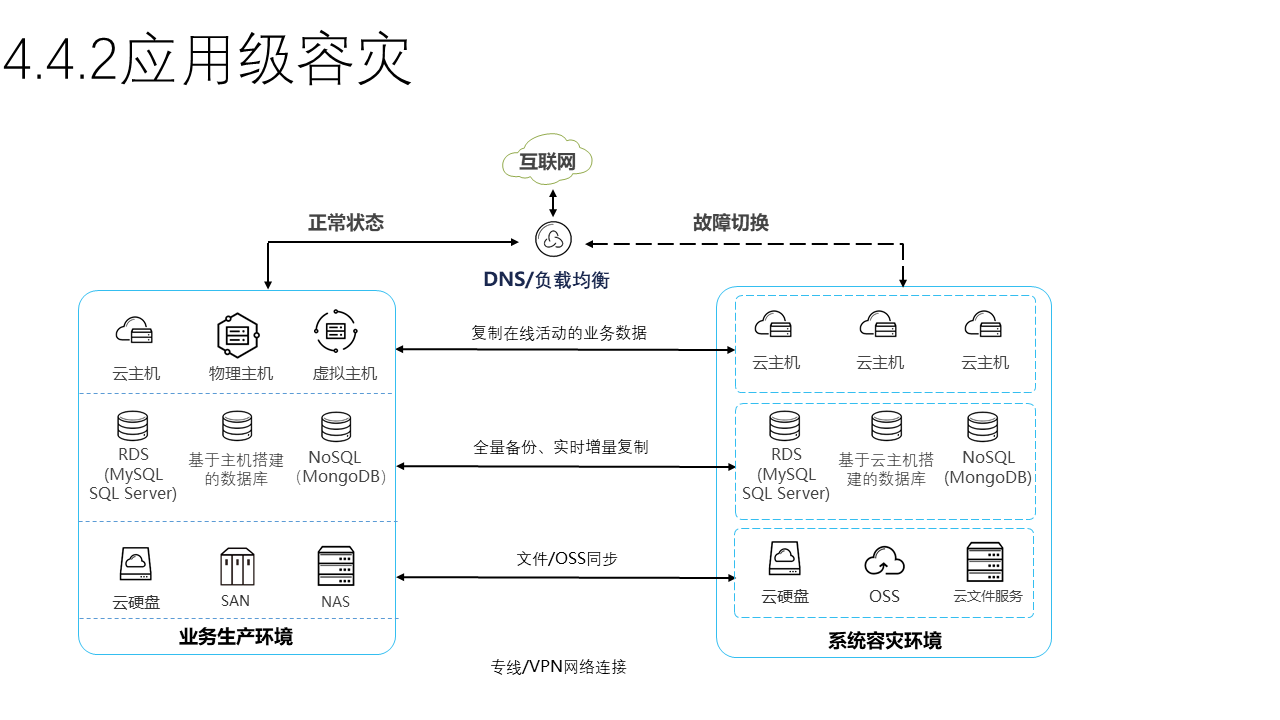 4.4.2应用级容灾
互联网
正常状态
故障切换
DNS/负载均衡
云主机
物理主机
虚拟主机
复制在线活动的业务数据
云主机
云主机
云主机
RDS
(MySQL
SQL Server)
基于主机搭建
的数据库
NoSQL
(MongoDB)
全量备份、实时增量复制
RDS
(MySQL
SQL Server)
基于云主机搭
建的数据库
NoSQL
(MongoDB)
云硬盘
SAN
NAS
文件/OSS同步
云硬盘
OSS
云文件服务
业务生产环境
系统容灾环境
专线/VPN网络连接